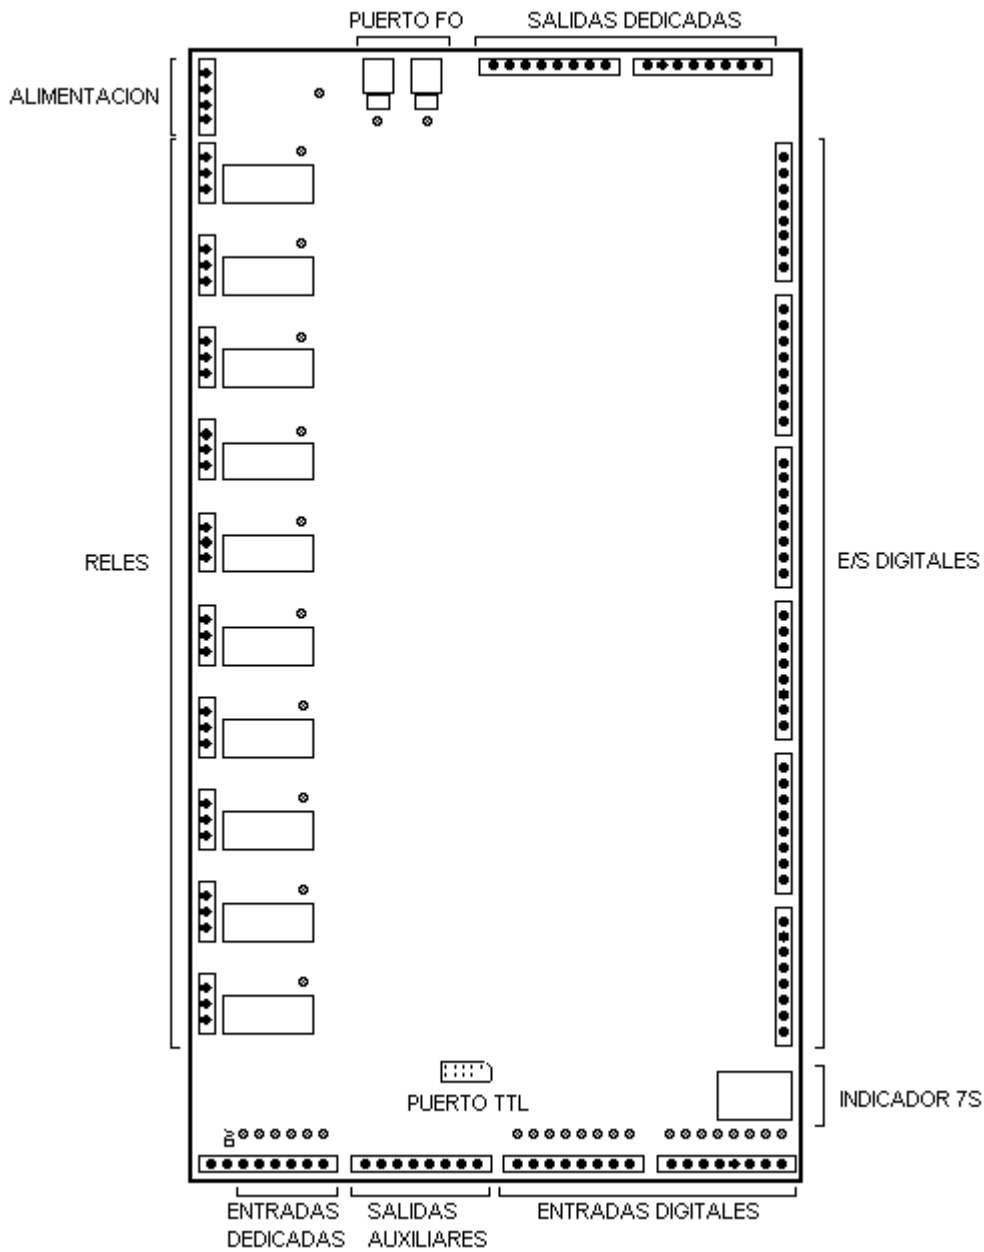 PUERTO FO
SALIDAS DEDICADAS
ALIMENTACION
RELES
E/S DIGITALES
INDICADOR 7S
PUERTO TTL
ENTRADAS
DEDICADAS
SALIDAS
AUXILIARES
ENTRADAS DIGITALES